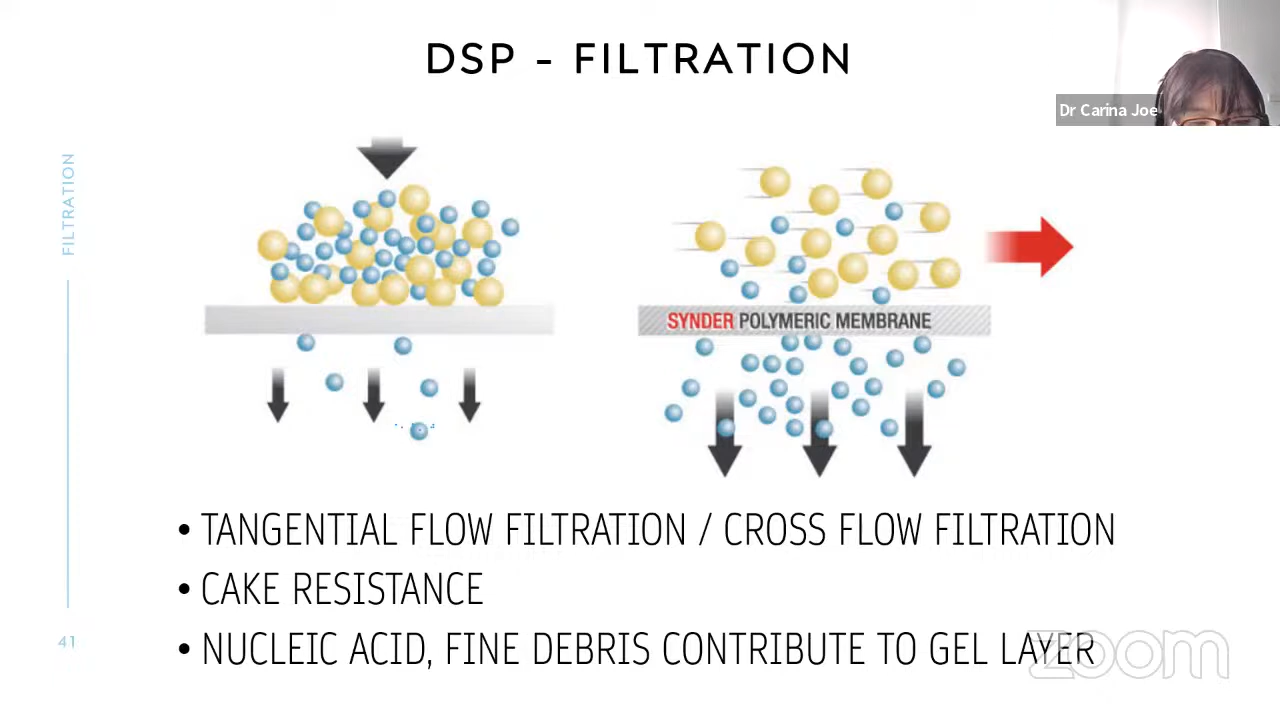 DSP - FILTRATION
Dr Carina Joe
FILTRATION
SYNDER POLYMERIC MEMBRANE
• TANGENTIAL FLOW FILTRATION / CROSS FLOW FILTRATION
• CAKE RESISTANCE
• NUCLEIC ACID, FINE DEBRIS CONTRIBUTE TO GEL LAYER
41
zoom